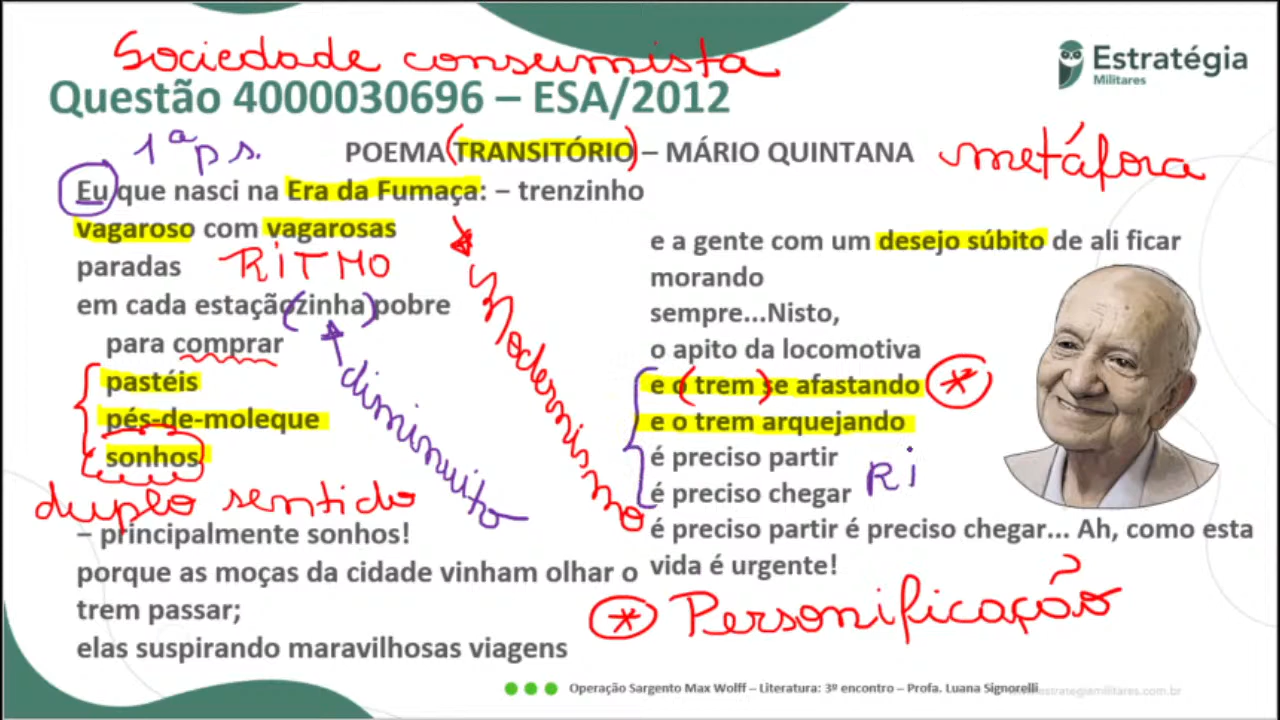 Sociedade consumista
Estratégia
Militares
Questão 4000030696 – ESA/2012
1ª p s.
POEMA (TRANSITÓRIO) – MÁRIO QUINTANA
metáfora
Eu que nasci na Era da Fumaça: – trenzinho
vagaroso com vagarosas
paradas
RITMO
em cada estaçãozinha pobre
para comprar
pastéis
pés-de-moleque
sonhos
diminuito
Modernismo
duplo sentido
– principalmente sonhos!
porque as moças da cidade vinham olhar o
trem passar;
elas suspirando maravilhosas viagens
e a gente com um desejo súbito de ali ficar
morando
sempre...Nisto,
o apito da locomotiva
e o trem se afastando *
e o trem arquejando
é preciso partir
é preciso chegar
RI
é preciso partir é preciso chegar... Ah, como esta
vida é urgente!
* Personificação
Operação Sargento Max Wolff – Literatura: 3º encontro – Profa. Luana Signorelli
estrategiamilitares.com.br